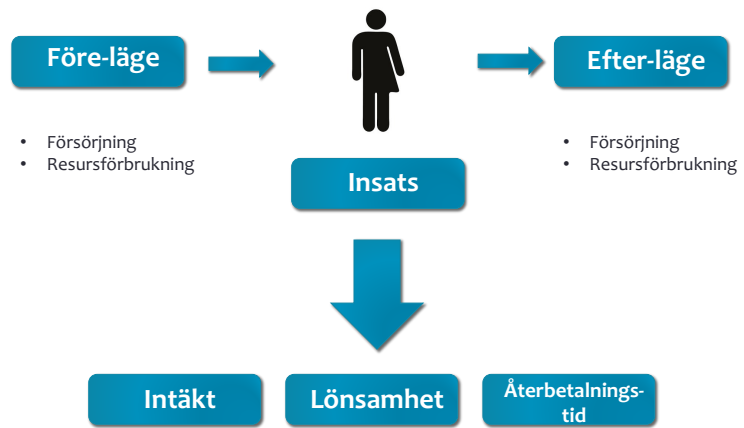 Före-läge
Efter-läge
• Försörjning
• Resursförbrukning
• Försörjning
• Resursförbrukning
Insats
Intäkt
Lönsamhet
Återbetalnings-
tid